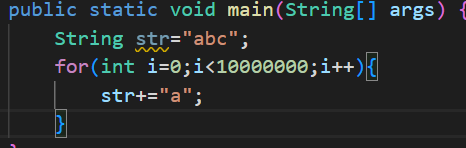 public static void main(String[] args) {
String str="abc";
for(int i=0;i<10000000;i++){
str+="a";
}